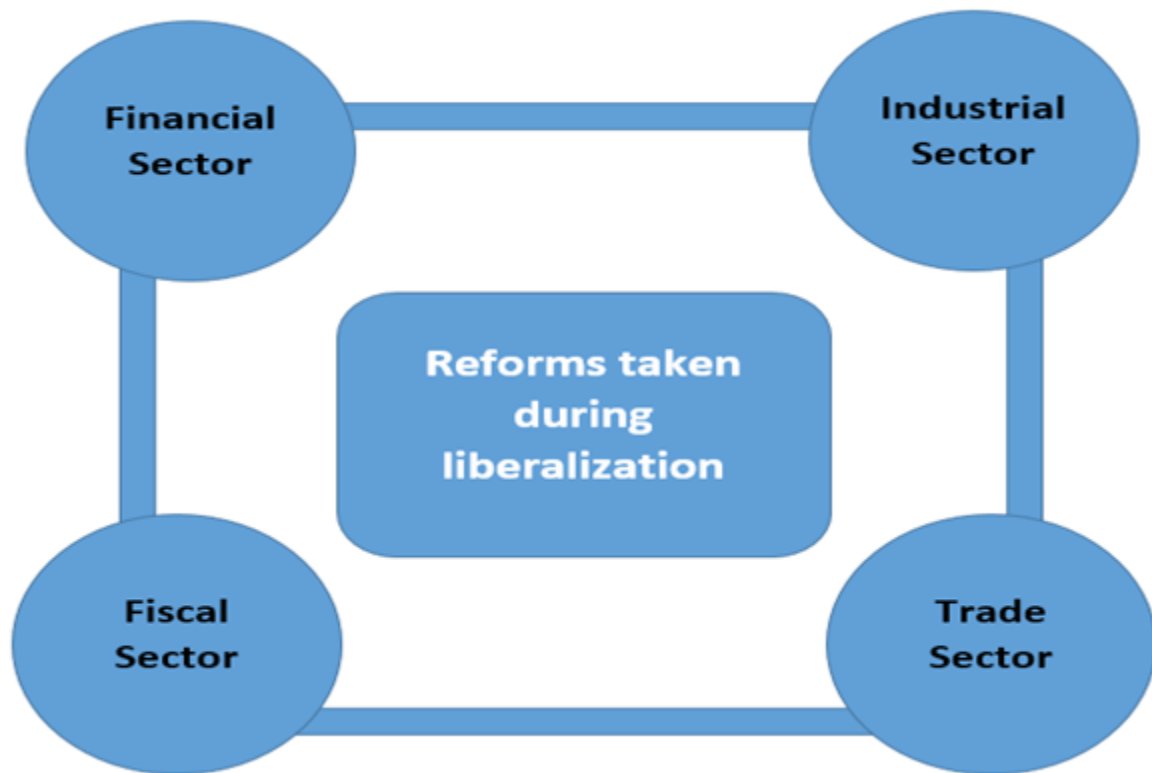 Financial
Sector
Industrial
Sector
Reforms taken
during
liberalization
Fiscal
Sector
Trade
Sector